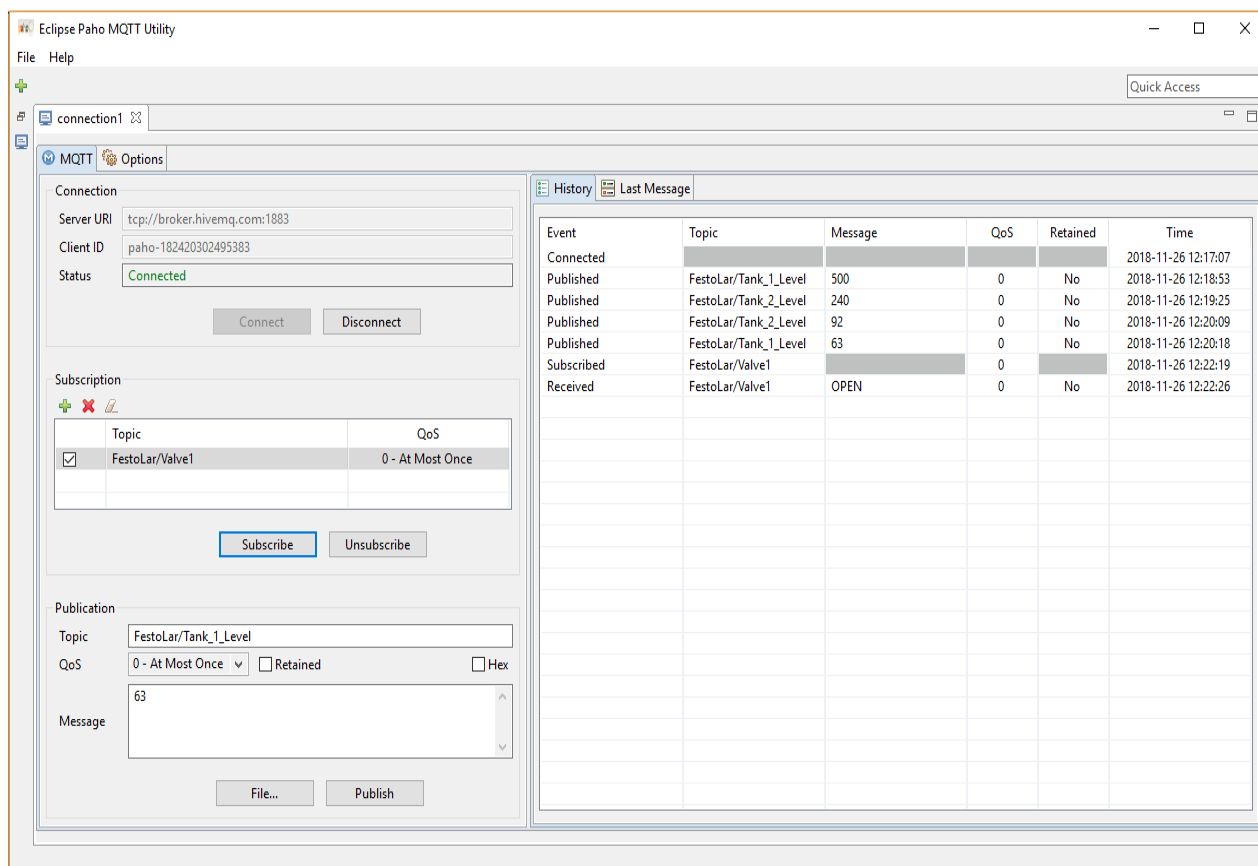 Eclipse Paho MQTT Utility
File Help
Quick Access
connection1
MQTT Options
Connection
Server URI tcp://broker.hivemq.com:1883
Client ID paho-182420302495383
Status Connected
Connect Disconnect
Subscription
Topic QoS
FestoLar/Valve1 0 - At Most Once
Subscribe Unsubscribe
Publication
Topic FestoLar/Tank_1_Level
QoS 0 - At Most Once Retained Hex
Message 63
File... Publish
History Last Message
Event Topic Message QoS Retained Time
Connected 2018-11-26 12:17:07
Published FestoLar/Tank_1_Level 500 0 No 2018-11-26 12:18:53
Published FestoLar/Tank_2_Level 240 0 No 2018-11-26 12:19:25
Published FestoLar/Tank_2_Level 92 0 No 2018-11-26 12:20:09
Published FestoLar/Tank_1_Level 63 0 No 2018-11-26 12:20:18
Subscribed FestoLar/Valve1 0 2018-11-26 12:22:19
Received FestoLar/Valve1 OPEN 0 No 2018-11-26 12:22:26